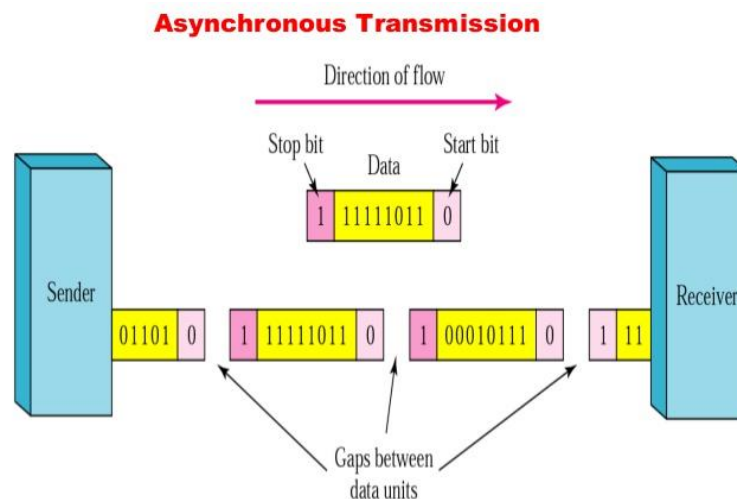 Asynchronous Transmission
Direction of flow
Stop bit
Start bit
Data
1 11111011 0
Sender
Receiver
01101 0 1 11111011 0 1 00010111 0 1 11
Gaps between
data units